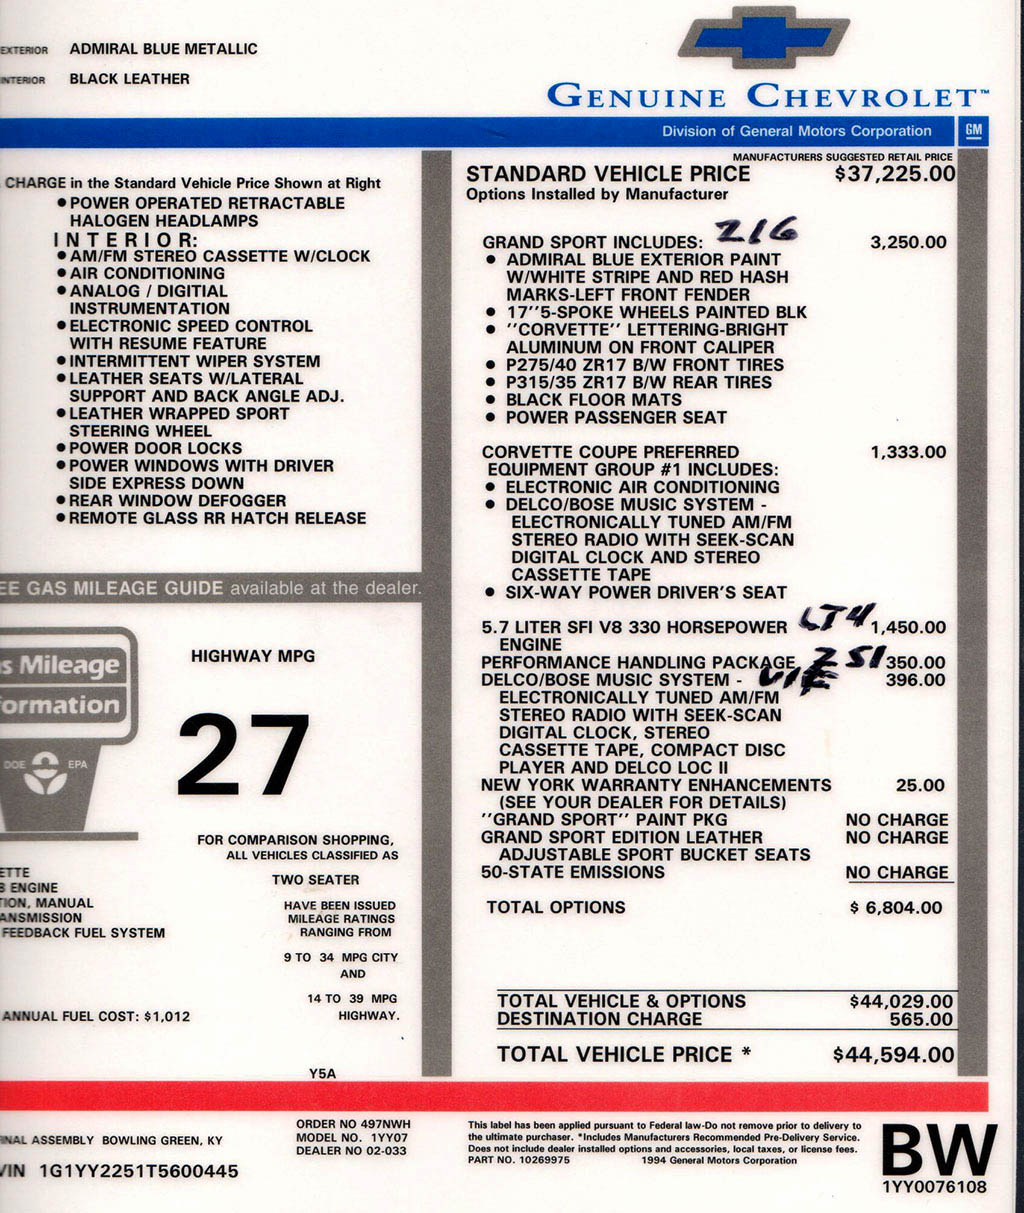 EXTERIOR ADMIRAL BLUE METALLIC
INTERIOR BLACK LEATHER
GENUINE CHEVROLET™
Division of General Motors Corporation GM
CHARGE in the Standard Vehicle Price Shown at Right
• POWER OPERATED RETRACTABLE
HALOGEN HEADLAMPS
INTERIOR:
• AM/FM STEREO CASSETTE W/CLOCK
• AIR CONDITIONING
• ANALOG / DIGITIAL
INSTRUMENTATION
• ELECTRONIC SPEED CONTROL
WITH RESUME FEATURE
• INTERMITTENT WIPER SYSTEM
• LEATHER SEATS W/LATERAL
SUPPORT AND BACK ANGLE ADJ.
• LEATHER WRAPPED SPORT
STEERING WHEEL
• POWER DOOR LOCKS
• POWER WINDOWS WITH DRIVER
SIDE EXPRESS DOWN
• REAR WINDOW DEFOGGER
• REMOTE GLASS RR HATCH RELEASE
EE GAS MILEAGE GUIDE available at the dealer.
s Mileage
formation
DOE EPA
HIGHWAY MPG
27
FOR COMPARISON SHOPPING,
ALL VEHICLES CLASSIFIED AS
TWO SEATER
HAVE BEEN ISSUED
MILEAGE RATINGS
RANGING FROM
9 TO 34 MPG CITY
AND
14 TO 39 MPG
HIGHWAY.
ETTE
8 ENGINE
TION, MANUAL
ANSMISSION
FEEDBACK FUEL SYSTEM
ANNUAL FUEL COST: $1,012
Y5A
MANUFACTURERS SUGGESTED RETAIL PRICE
STANDARD VEHICLE PRICE $37,225.00
Options Installed by Manufacturer
GRAND SPORT INCLUDES: Z16 3,250.00
• ADMIRAL BLUE EXTERIOR PAINT
W/WHITE STRIPE AND RED HASH
MARKS-LEFT FRONT FENDER
• 17''5-SPOKE WHEELS PAINTED BLK
• ''CORVETTE'' LETTERING-BRIGHT
ALUMINUM ON FRONT CALIPER
• P275/40 ZR17 B/W FRONT TIRES
• P315/35 ZR17 B/W REAR TIRES
• BLACK FLOOR MATS
• POWER PASSENGER SEAT
CORVETTE COUPE PREFERRED 1,333.00
EQUIPMENT GROUP #1 INCLUDES:
• ELECTRONIC AIR CONDITIONING
• DELCO/BOSE MUSIC SYSTEM -
ELECTRONICALLY TUNED AM/FM
STEREO RADIO WITH SEEK-SCAN
DIGITAL CLOCK AND STEREO
CASSETTE TAPE
• SIX-WAY POWER DRIVER'S SEAT
5.7 LITER SFI V8 330 HORSEPOWER LT4 1,450.00
ENGINE
PERFORMANCE HANDLING PACKAGE Z51 350.00
DELCO/BOSE MUSIC SYSTEM - 396.00
ELECTRONICALLY TUNED AM/FM
STEREO RADIO WITH SEEK-SCAN
DIGITAL CLOCK, STEREO
CASSETTE TAPE, COMPACT DISC
PLAYER AND DELCO LOC II
NEW YORK WARRANTY ENHANCEMENTS 25.00
(SEE YOUR DEALER FOR DETAILS)
''GRAND SPORT'' PAINT PKG NO CHARGE
GRAND SPORT EDITION LEATHER NO CHARGE
ADJUSTABLE SPORT BUCKET SEATS
50-STATE EMISSIONS NO CHARGE
TOTAL OPTIONS $ 6,804.00
TOTAL VEHICLE & OPTIONS $44,029.00
DESTINATION CHARGE 565.00
TOTAL VEHICLE PRICE * $44,594.00
INAL ASSEMBLY BOWLING GREEN, KY
VIN 1G1YY2251T5600445
ORDER NO 497NWH
MODEL NO. 1YY07
DEALER NO 02-033
This label has been applied pursuant to Federal law-Do not remove prior to delivery to
the ultimate purchaser. *Includes Manufacturers Recommended Pre-Delivery Service.
Does not include dealer installed options and accessories, local taxes, or license fees.
PART NO. 10269975 1994 General Motors Corporation
BW
1YY0076108